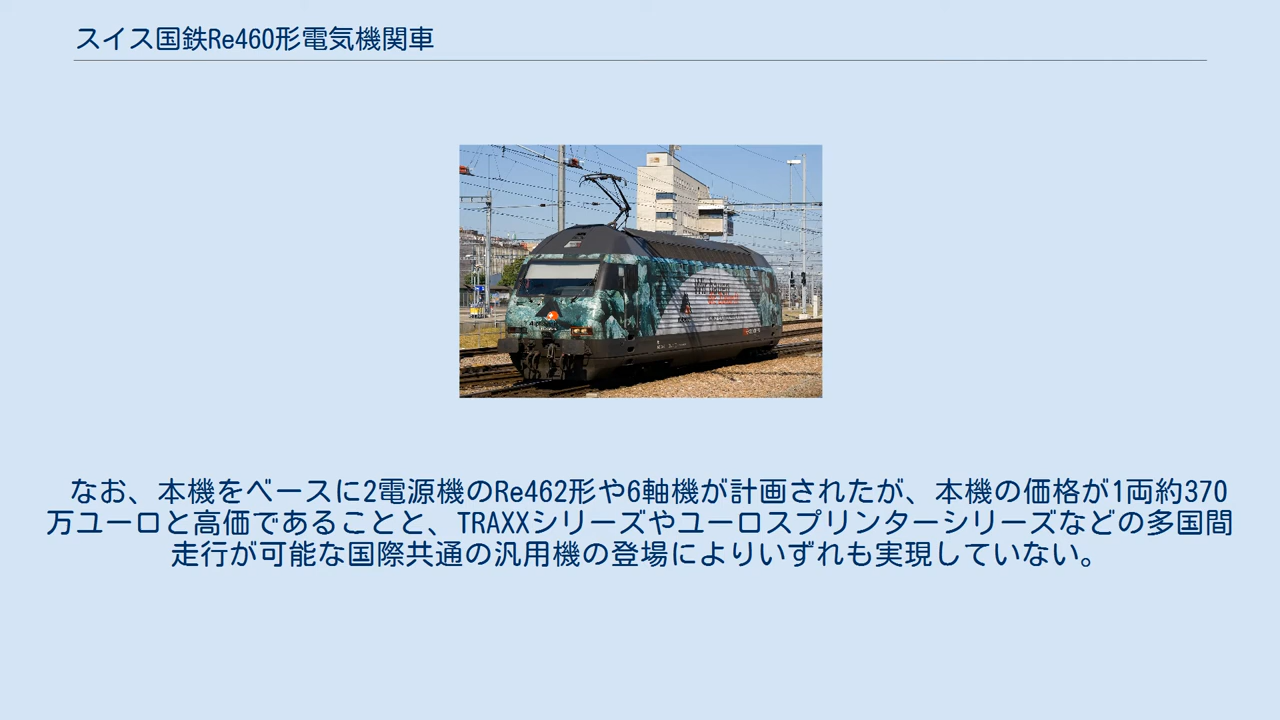 スイス国鉄Re460形電気機関車
なお、本機をベースに2電源機のRe462形や6軸機が計画されたが、本機の価格が1両約370
万ユーロと高価であることと、TRAXXシリーズやユーロスプリンターシリーズなどの多国間
走行が可能な国際共通の汎用機の登場によりいずれも実現していない。